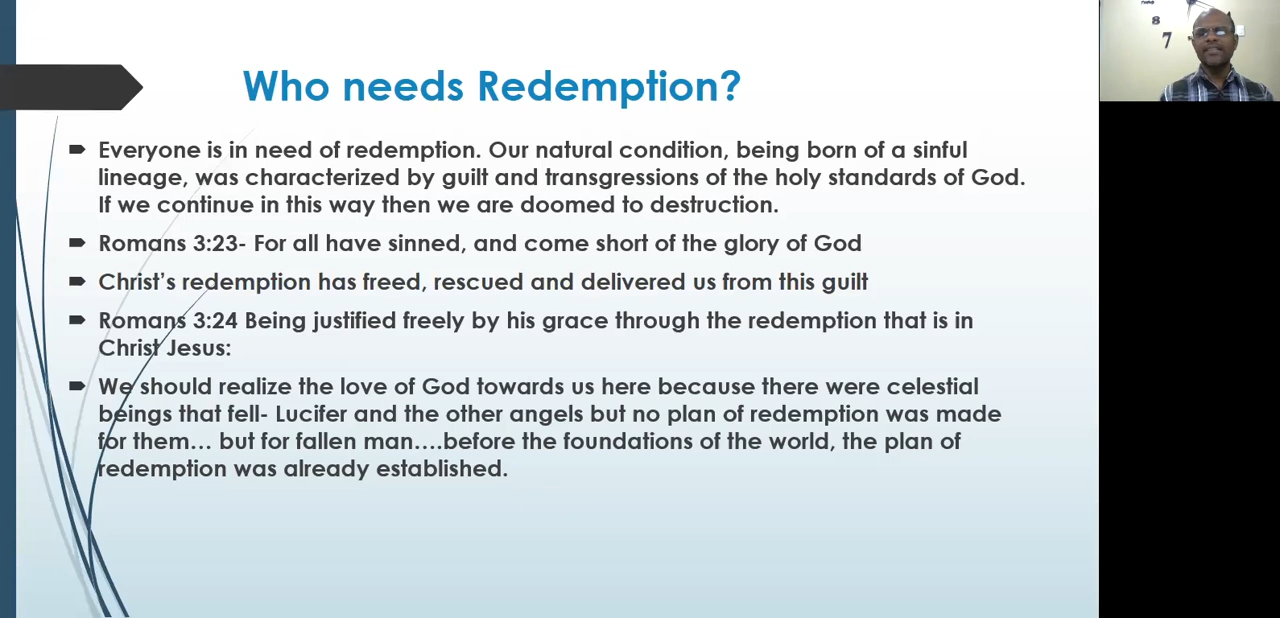 Who needs Redemption?
Everyone is in need of redemption. Our natural condition, being born of a sinful
lineage, was characterized by guilt and transgressions of the holy standards of God.
If we continue in this way then we are doomed to destruction.
Romans 3:23- For all have sinned, and come short of the glory of God
Christ’s redemption has freed, rescued and delivered us from this guilt
Romans 3:24 Being justified freely by his grace through the redemption that is in
Christ Jesus:
We should realize the love of God towards us here because there were celestial
beings that fell- Lucifer and the other angels but no plan of redemption was made
for them… but for fallen man….before the foundations of the world, the plan of
redemption was already established.
8
7